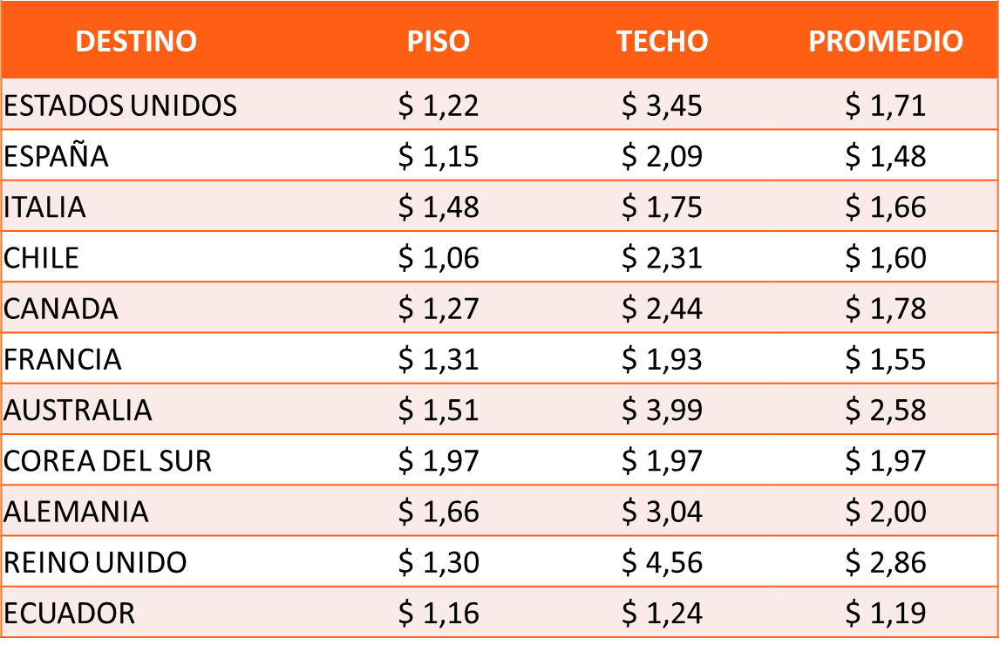 DESTINO PISO TECHO PROMEDIO
ESTADOS UNIDOS $ 1,22 $ 3,45 $ 1,71
ESPAÑA $ 1,15 $ 2,09 $ 1,48
ITALIA $ 1,48 $ 1,75 $ 1,66
CHILE $ 1,06 $ 2,31 $ 1,60
CANADA $ 1,27 $ 2,44 $ 1,78
FRANCIA $ 1,31 $ 1,93 $ 1,55
AUSTRALIA $ 1,51 $ 3,99 $ 2,58
COREA DEL SUR $ 1,97 $ 1,97 $ 1,97
ALEMANIA $ 1,66 $ 3,04 $ 2,00
REINO UNIDO $ 1,30 $ 4,56 $ 2,86
ECUADOR $ 1,16 $ 1,24 $ 1,19